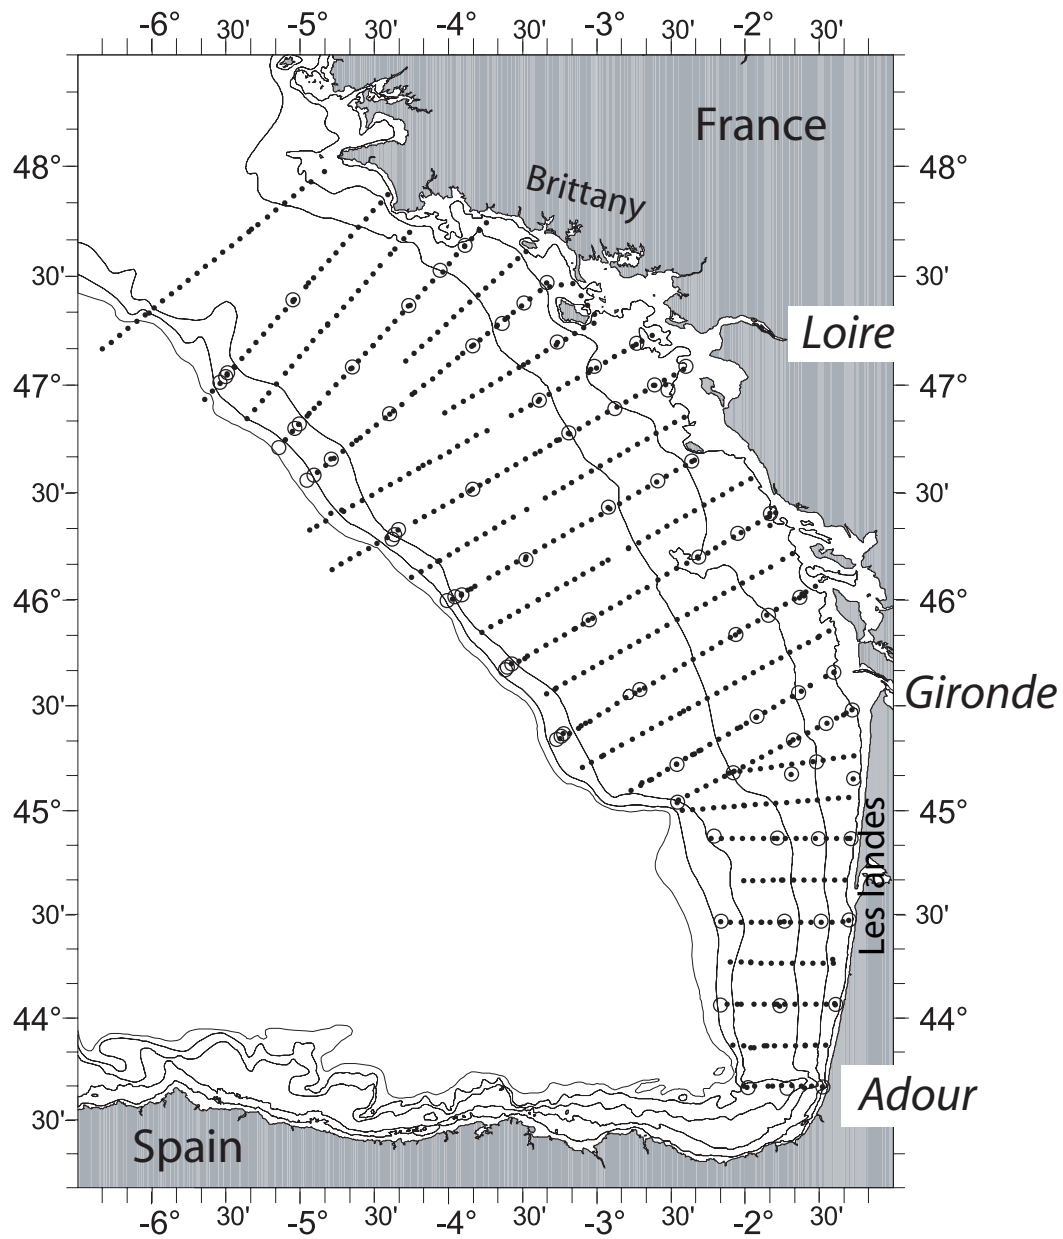 -6° 30' -5° 30' -4° 30' -3° 30' -2° 30'
France
48° 48°
Brittany
30' 30'
Loire
47° 47°
30' 30'
46° 46°
Gironde
30' 30'
45° 45°
Les landes
30' 30'
44° 44°
Adour
30' 30'
Spain
-6° 30' -5° 30' -4° 30' -3° 30' -2° 30'